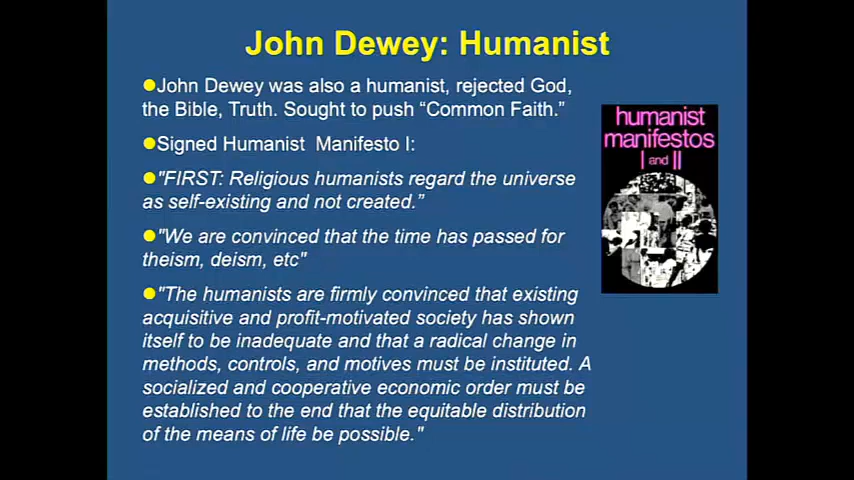 John Dewey: Humanist
John Dewey was also a humanist, rejected God,
the Bible, Truth. Sought to push “Common Faith.”
Signed Humanist Manifesto I:
"FIRST: Religious humanists regard the universe
as self-existing and not created.”
"We are convinced that the time has passed for
theism, deism, etc"
"The humanists are firmly convinced that existing
acquisitive and profit-motivated society has shown
itself to be inadequate and that a radical change in
methods, controls, and motives must be instituted. A
socialized and cooperative economic order must be
established to the end that the equitable distribution
of the means of life be possible."
humanist
manifestos
I and II